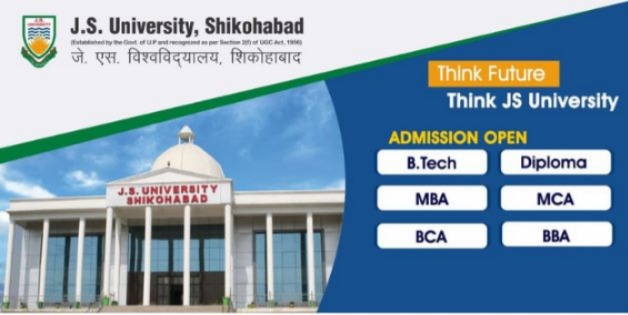 J.S. University, Shikohabad
(Established by the Govt. of U.P and recognized as per Section 2(f) of UGC Act, 1956)
जे. एस. विश्वविद्यालय, शिकोहाबाद
Think Future
Think JS University
ADMISSION OPEN
B.Tech Diploma
MBA MCA
BCA BBA
J.S. UNIVERSITY
SHIKOHABAD